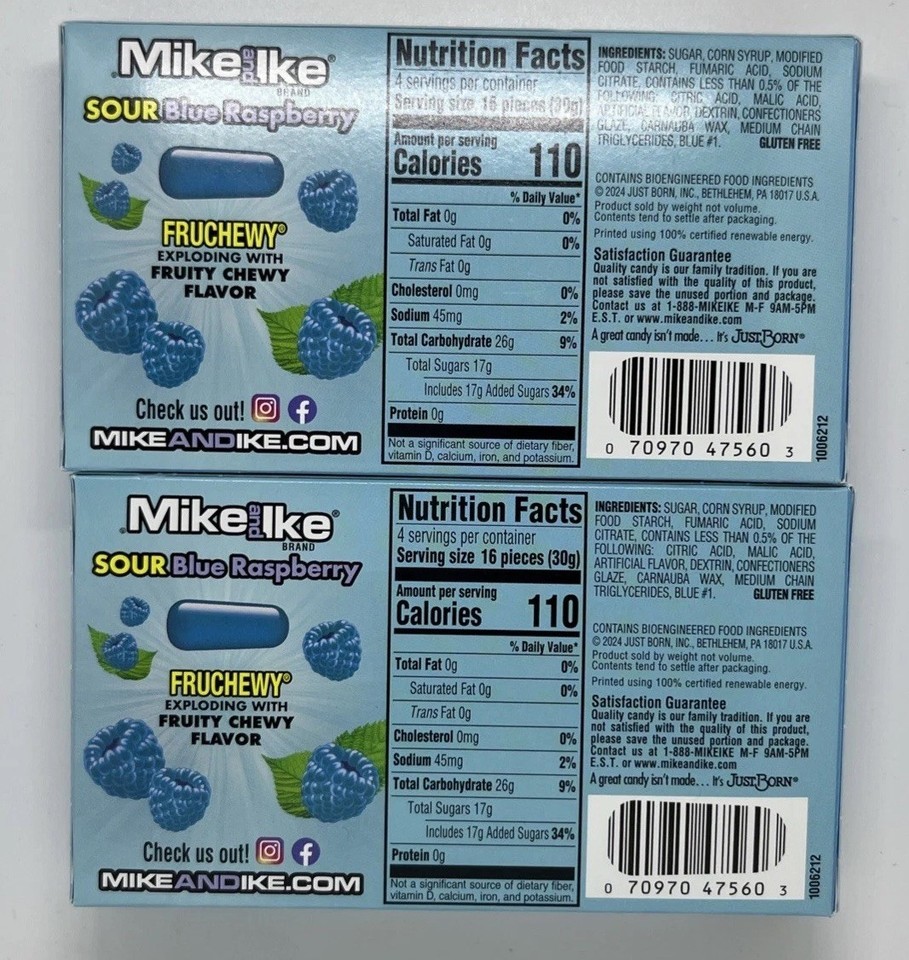 Mike and Ike®
BRAND
SOUR Blue Raspberry
FRUCHEWY®
EXPLODING WITH
FRUITY CHEWY
FLAVOR
Check us out!
MIKEANDIKE.COM
Nutrition Facts
4 servings per container
Serving size 16 pieces (30g)
Amount per serving
Calories 110
% Daily Value*
Total Fat 0g 0%
Saturated Fat 0g 0%
Trans Fat 0g
Cholesterol 0mg 0%
Sodium 45mg 2%
Total Carbohydrate 26g 9%
Total Sugars 17g
Includes 17g Added Sugars 34%
Protein 0g
Not a significant source of dietary fiber,
vitamin D, calcium, iron, and potassium.
INGREDIENTS: SUGAR, CORN SYRUP, MODIFIED
FOOD STARCH, FUMARIC ACID, SODIUM
CITRATE, CONTAINS LESS THAN 0.5% OF THE
FOLLOWING: CITRIC ACID, MALIC ACID,
ARTIFICIAL FLAVOR, DEXTRIN, CONFECTIONERS
GLAZE, CARNAUBA WAX, MEDIUM CHAIN
TRIGLYCERIDES, BLUE #1. GLUTEN FREE
CONTAINS BIOENGINEERED FOOD INGREDIENTS
© 2024 JUST BORN, INC., BETHLEHEM, PA 18017 U.S.A.
Product sold by weight not volume.
Contents tend to settle after packaging.
Printed using 100% certified renewable energy.
Satisfaction Guarantee
Quality candy is our family tradition. If you are
not satisfied with the quality of this product,
please save the unused portion and package.
Contact us at 1-888-MIKEIKE M-F 9AM-5PM
E.S.T. or www.mikeandike.com
A great candy isn't made... It's JUST BORN®
0 70970 47560 3
1006212
Mike and Ike®
BRAND
SOUR Blue Raspberry
FRUCHEWY®
EXPLODING WITH
FRUITY CHEWY
FLAVOR
Check us out!
MIKEANDIKE.COM
Nutrition Facts
4 servings per container
Serving size 16 pieces (30g)
Amount per serving
Calories 110
% Daily Value*
Total Fat 0g 0%
Saturated Fat 0g 0%
Trans Fat 0g
Cholesterol 0mg 0%
Sodium 45mg 2%
Total Carbohydrate 26g 9%
Total Sugars 17g
Includes 17g Added Sugars 34%
Protein 0g
Not a significant source of dietary fiber,
vitamin D, calcium, iron, and potassium.
INGREDIENTS: SUGAR, CORN SYRUP, MODIFIED
FOOD STARCH, FUMARIC ACID, SODIUM
CITRATE, CONTAINS LESS THAN 0.5% OF THE
FOLLOWING: CITRIC ACID, MALIC ACID,
ARTIFICIAL FLAVOR, DEXTRIN, CONFECTIONERS
GLAZE, CARNAUBA WAX, MEDIUM CHAIN
TRIGLYCERIDES, BLUE #1. GLUTEN FREE
CONTAINS BIOENGINEERED FOOD INGREDIENTS
© 2024 JUST BORN, INC., BETHLEHEM, PA 18017 U.S.A.
Product sold by weight not volume.
Contents tend to settle after packaging.
Printed using 100% certified renewable energy.
Satisfaction Guarantee
Quality candy is our family tradition. If you are
not satisfied with the quality of this product,
please save the unused portion and package.
Contact us at 1-888-MIKEIKE M-F 9AM-5PM
E.S.T. or www.mikeandike.com
A great candy isn't made... It's JUST BORN®
0 70970 47560 3
1006212